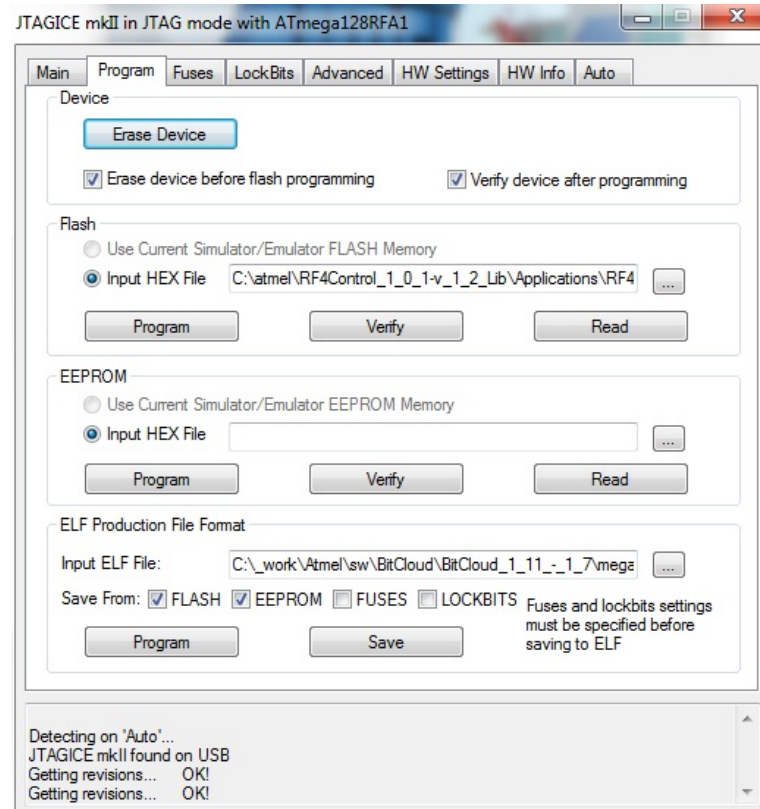 JTAGICE mkII in JTAG mode with ATmega128RFA1
Main Program Fuses LockBits Advanced HW Settings HW Info Auto
Device
Erase Device
Erase device before flash programming Verify device after programming
Flash
Use Current Simulator/Emulator FLASH Memory
Input HEX File C:\atmel\RF4Control_1_0_1-v_1_2_Lib\Applications\RF4 ...
Program Verify Read
EEPROM
Use Current Simulator/Emulator EEPROM Memory
Input HEX File ...
Program Verify Read
ELF Production File Format
Input ELF File: C:\_work\Atmel\sw\BitCloud\BitCloud_1_11_-_1_7\mega ...
Save From: FLASH EEPROM FUSES LOCKBITS Fuses and lockbits settings
must be specified before
Program Save saving to ELF
Detecting on 'Auto'...
JTAGICE mkII found on USB
Getting revisions... OK!
Getting revisions... OK!